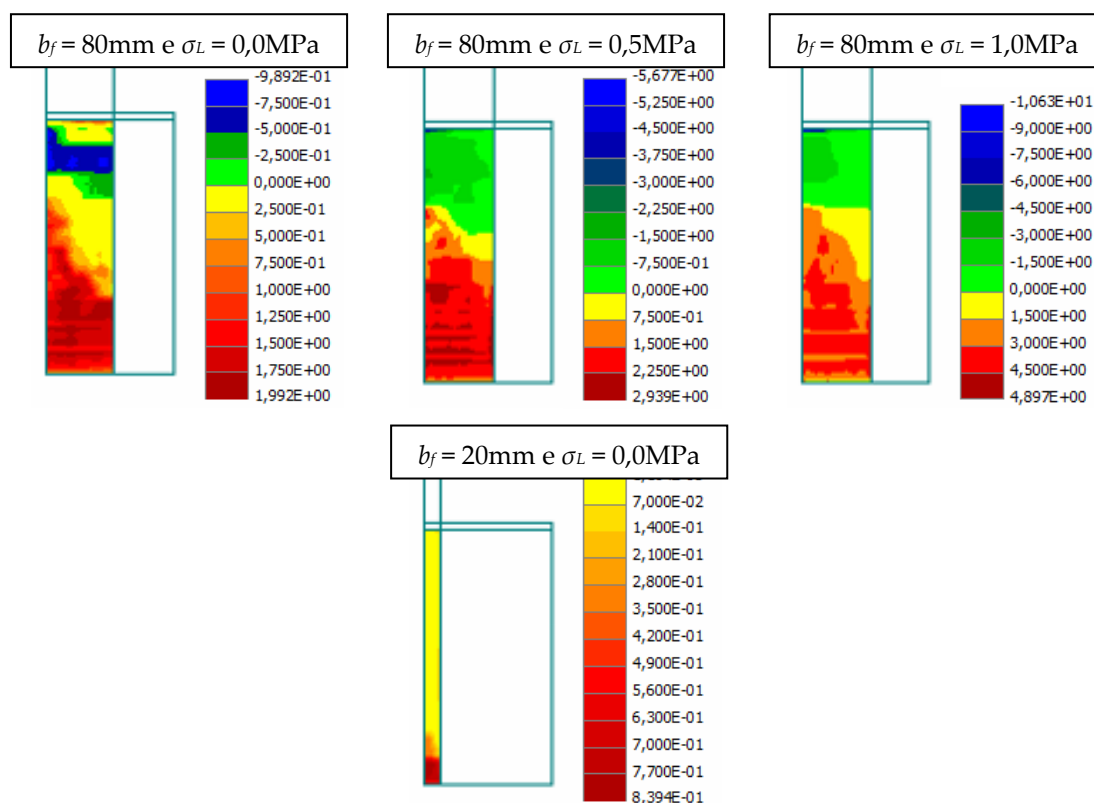 b_f = 80mm e σ_L = 0,0MPa
-9,892E-01
-7,500E-01
-5,000E-01
-2,500E-01
0,000E+00
2,500E-01
5,000E-01
7,500E-01
1,000E+00
1,250E+00
1,500E+00
1,750E+00
1,992E+00
b_f = 80mm e σ_L = 0,5MPa
-5,677E+00
-5,250E+00
-4,500E+00
-3,750E+00
-3,000E+00
-2,250E+00
-1,500E+00
-7,500E-01
0,000E+00
7,500E-01
1,500E+00
2,250E+00
2,939E+00
b_f = 80mm e σ_L = 1,0MPa
-1,063E+01
-9,000E+00
-7,500E+00
-6,000E+00
-4,500E+00
-3,000E+00
-1,500E+00
0,000E+00
1,500E+00
3,000E+00
4,500E+00
4,897E+00
b_f = 20mm e σ_L = 0,0MPa
7,000E-02
1,400E-01
2,100E-01
2,800E-01
3,500E-01
4,200E-01
4,900E-01
5,600E-01
6,300E-01
7,000E-01
7,700E-01
8,394E-01